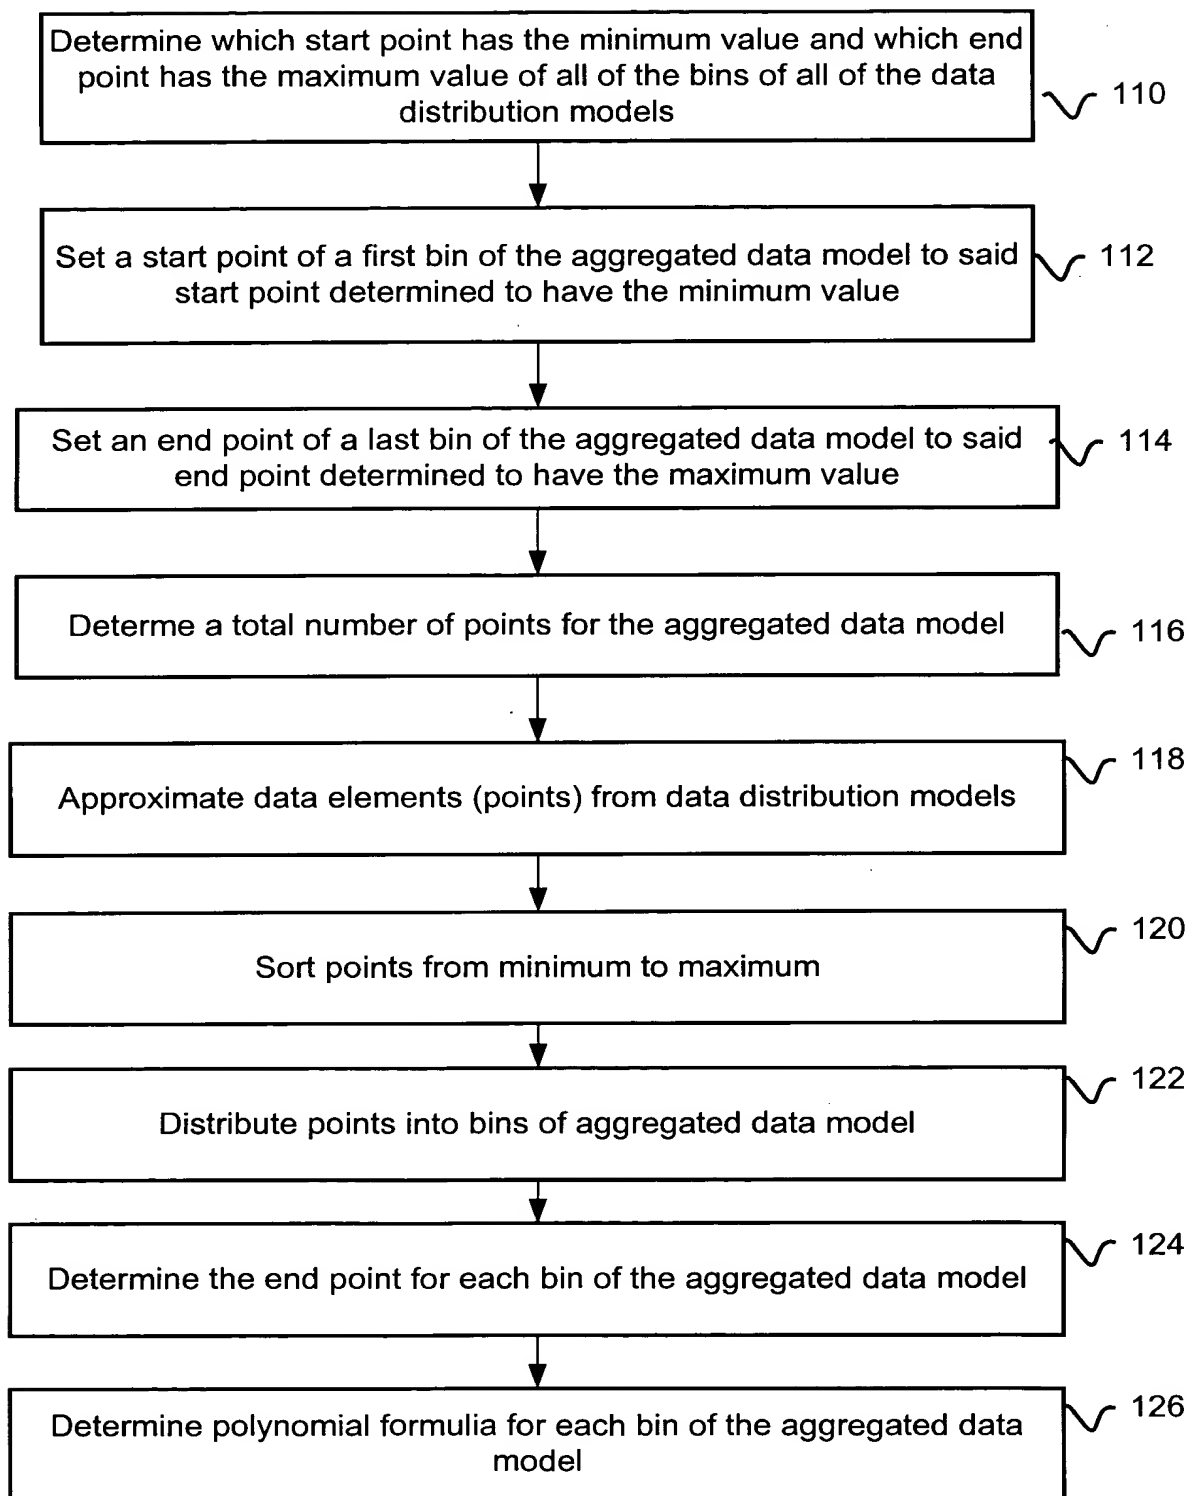 Determine which start point has the minimum value and which end
point has the maximum value of all of the bins of all of the data
distribution models
110
Set a start point of a first bin of the aggregated data model to said
start point determined to have the minimum value
112
Set an end point of a last bin of the aggregated data model to said
end point determined to have the maximum value
114
Determe a total number of points for the aggregated data model
116
Approximate data elements (points) from data distribution models
118
Sort points from minimum to maximum
120
Distribute points into bins of aggregated data model
122
Determine the end point for each bin of the aggregated data model
124
Determine polynomial formulia for each bin of the aggregated data
model
126